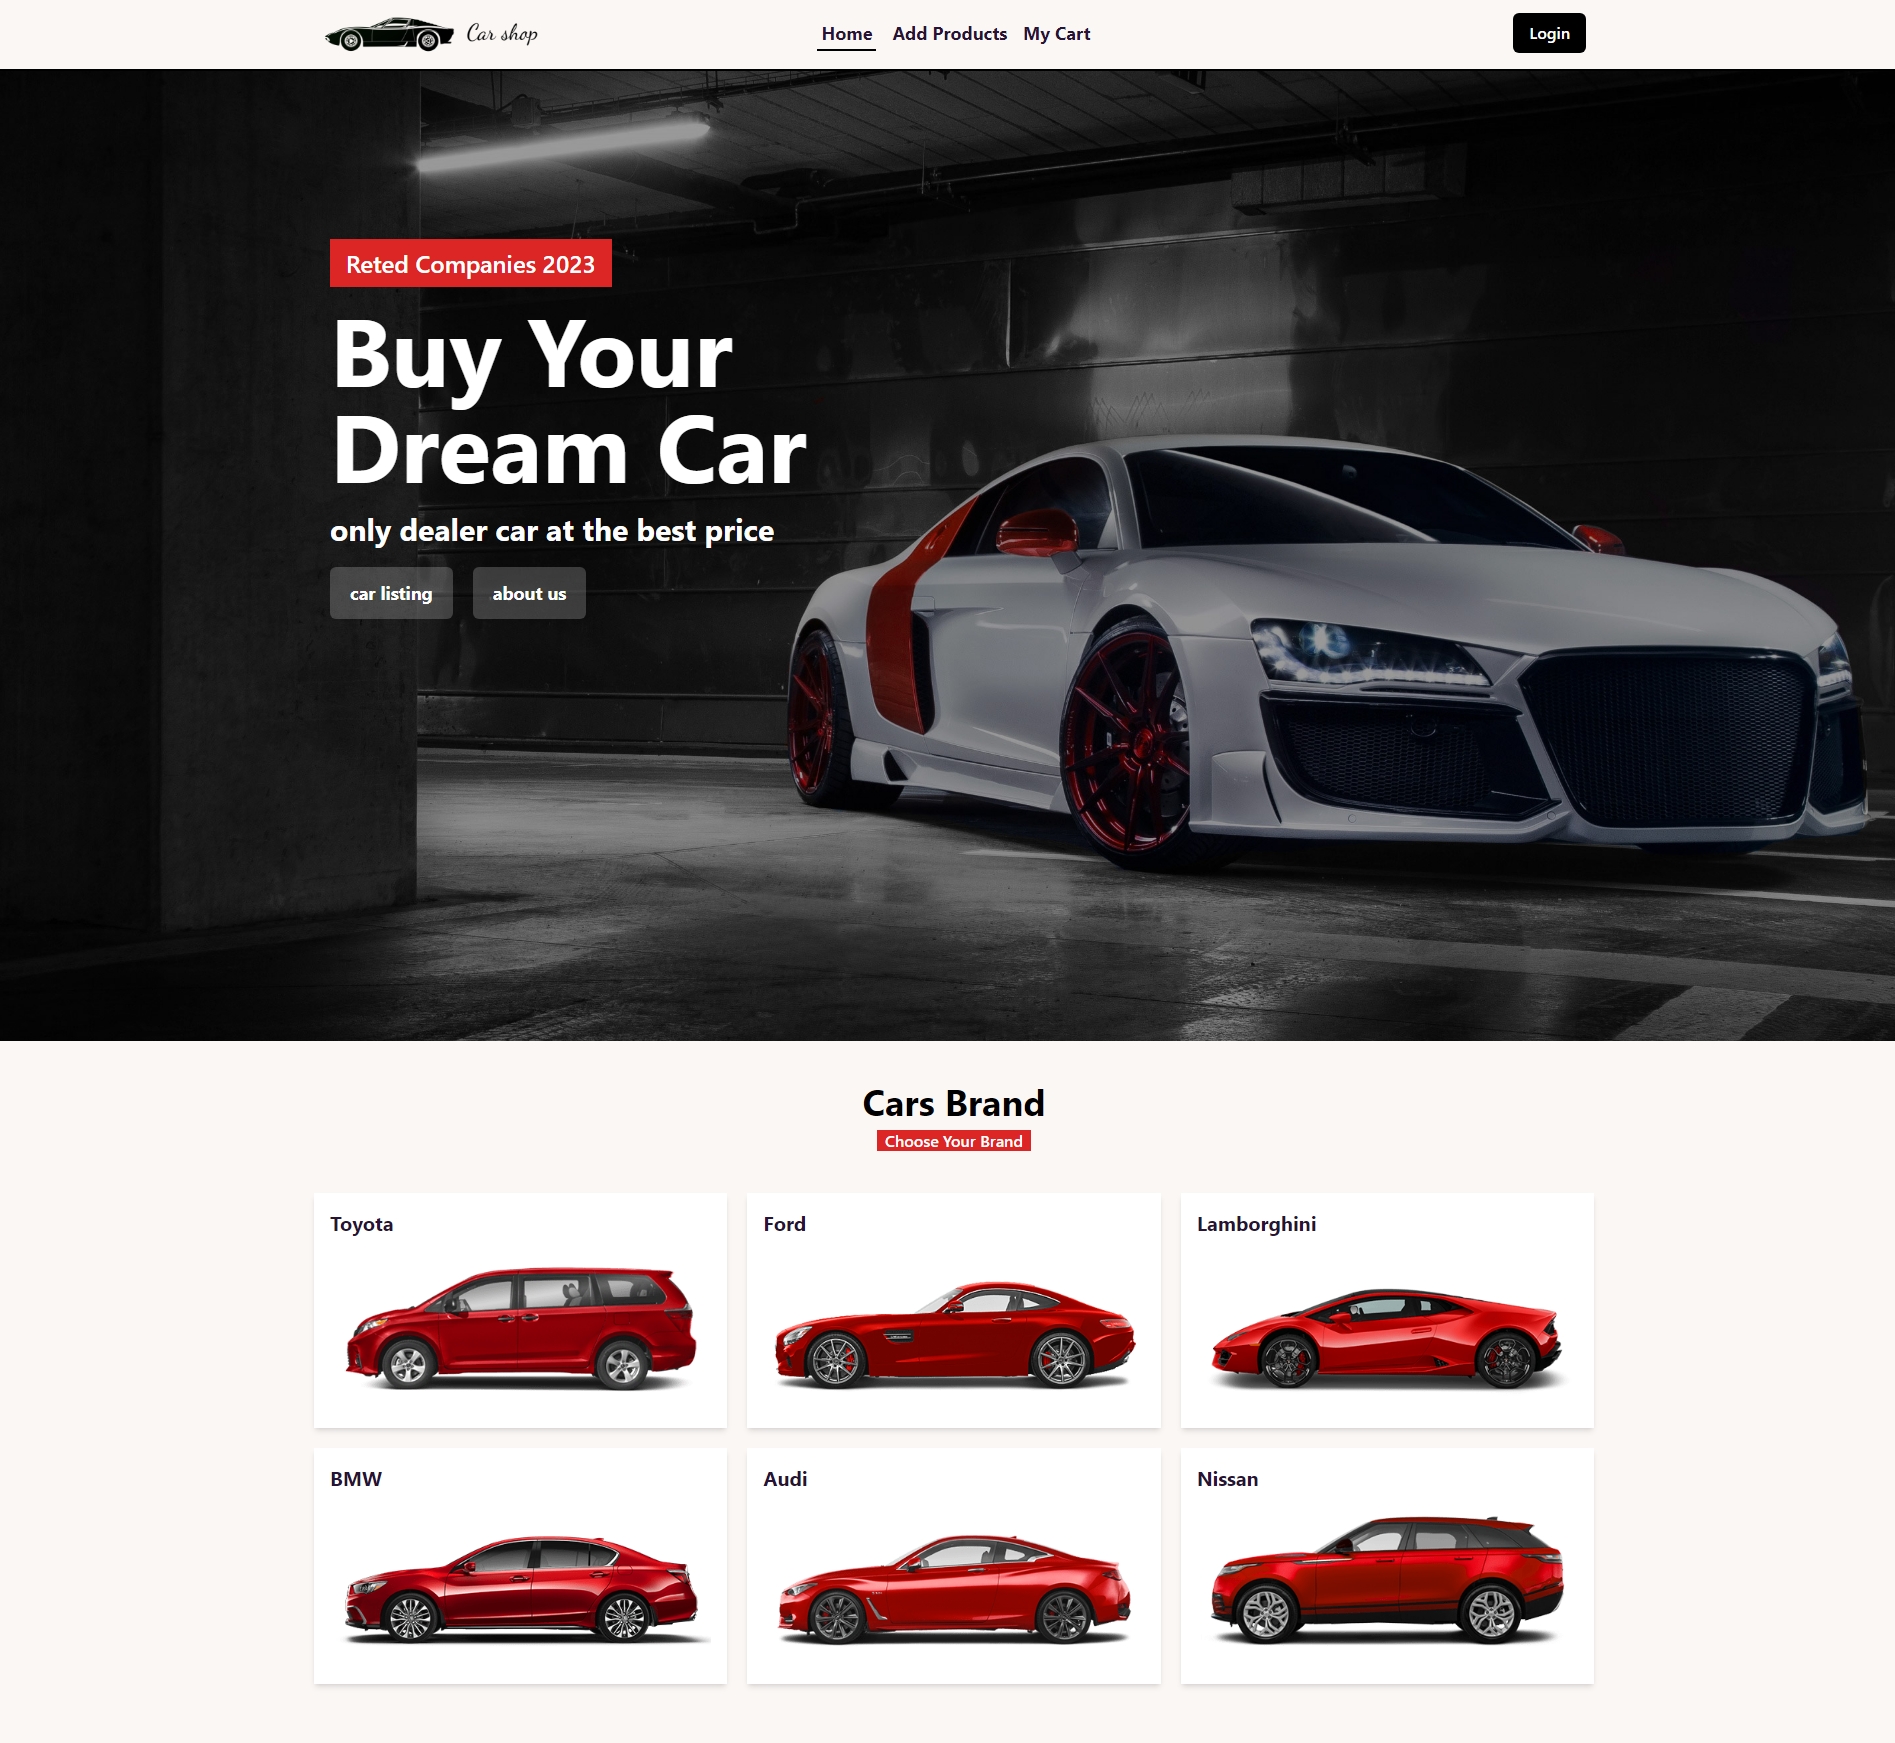 Car shop
Home Add Products My Cart
Login
Reted Companies 2023
Buy Your
Dream Car
only dealer car at the best price
car listing about us
Cars Brand
Choose Your Brand
Toyota
Ford
Lamborghini
BMW
Audi
Nissan